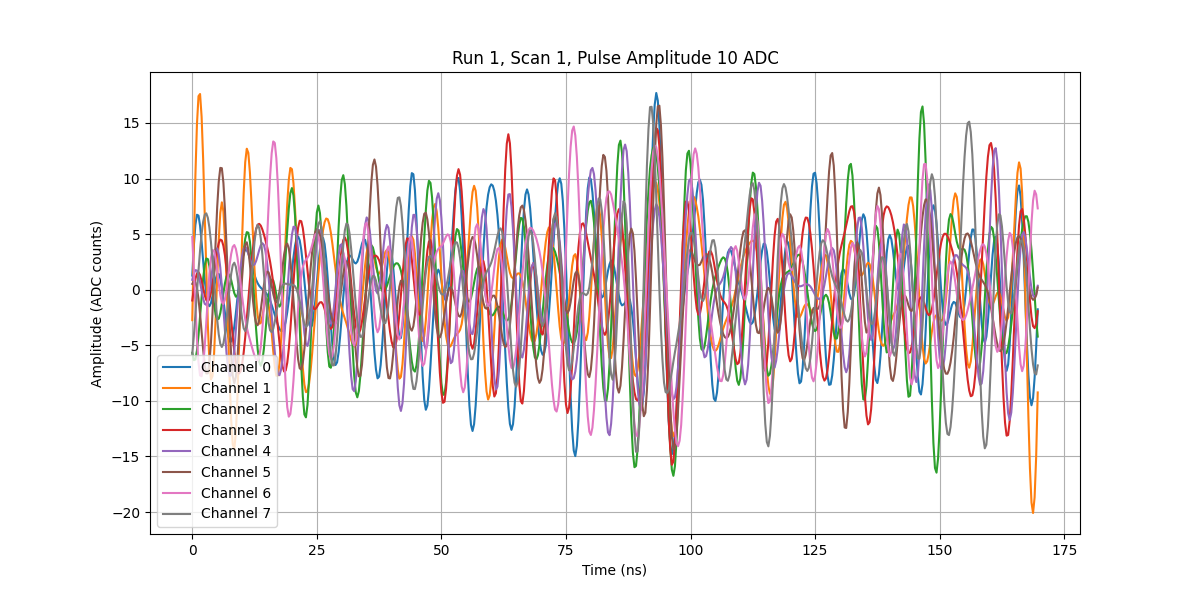 Run 1, Scan 1, Pulse Amplitude 10 ADC
Amplitude (ADC counts)
15
10
5
0
−5
−10
−15
−20
Channel 0
Channel 1
Channel 2
Channel 3
Channel 4
Channel 5
Channel 6
Channel 7
0 25 50 75 100 125 150 175
Time (ns)